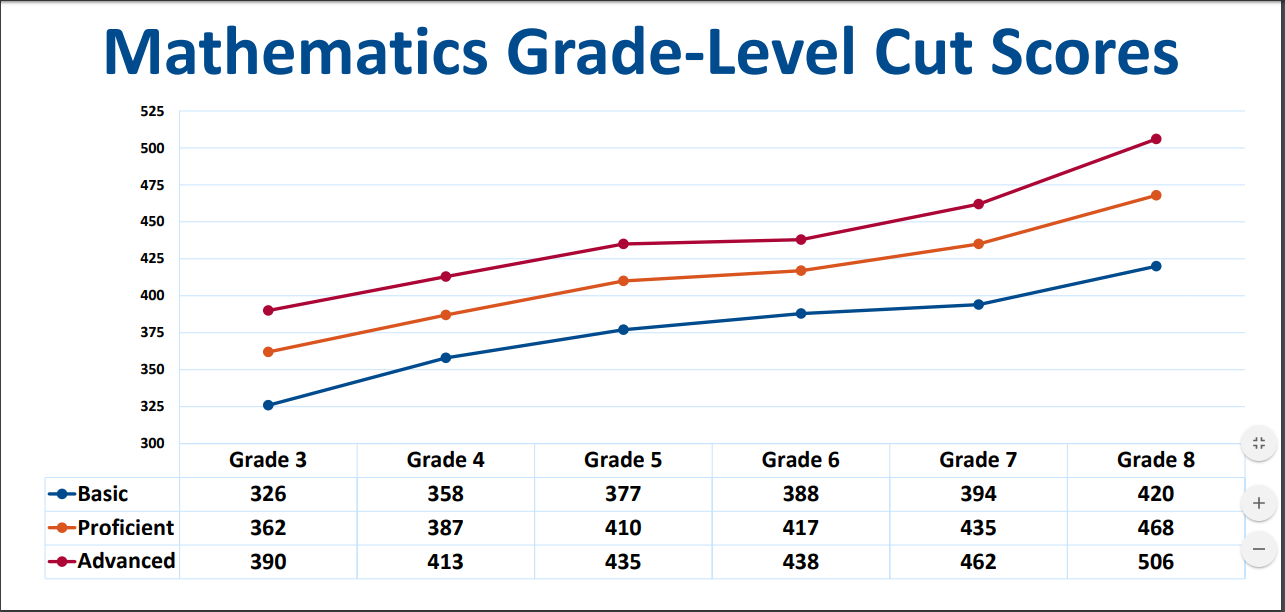 Mathematics Grade-Level Cut Scores
525
500
475
450
425
400
375
350
325
300
Grade 3 Grade 4 Grade 5 Grade 6 Grade 7 Grade 8
Basic 326 358 377 388 394 420
Proficient 362 387 410 417 435 468
Advanced 390 413 435 438 462 506